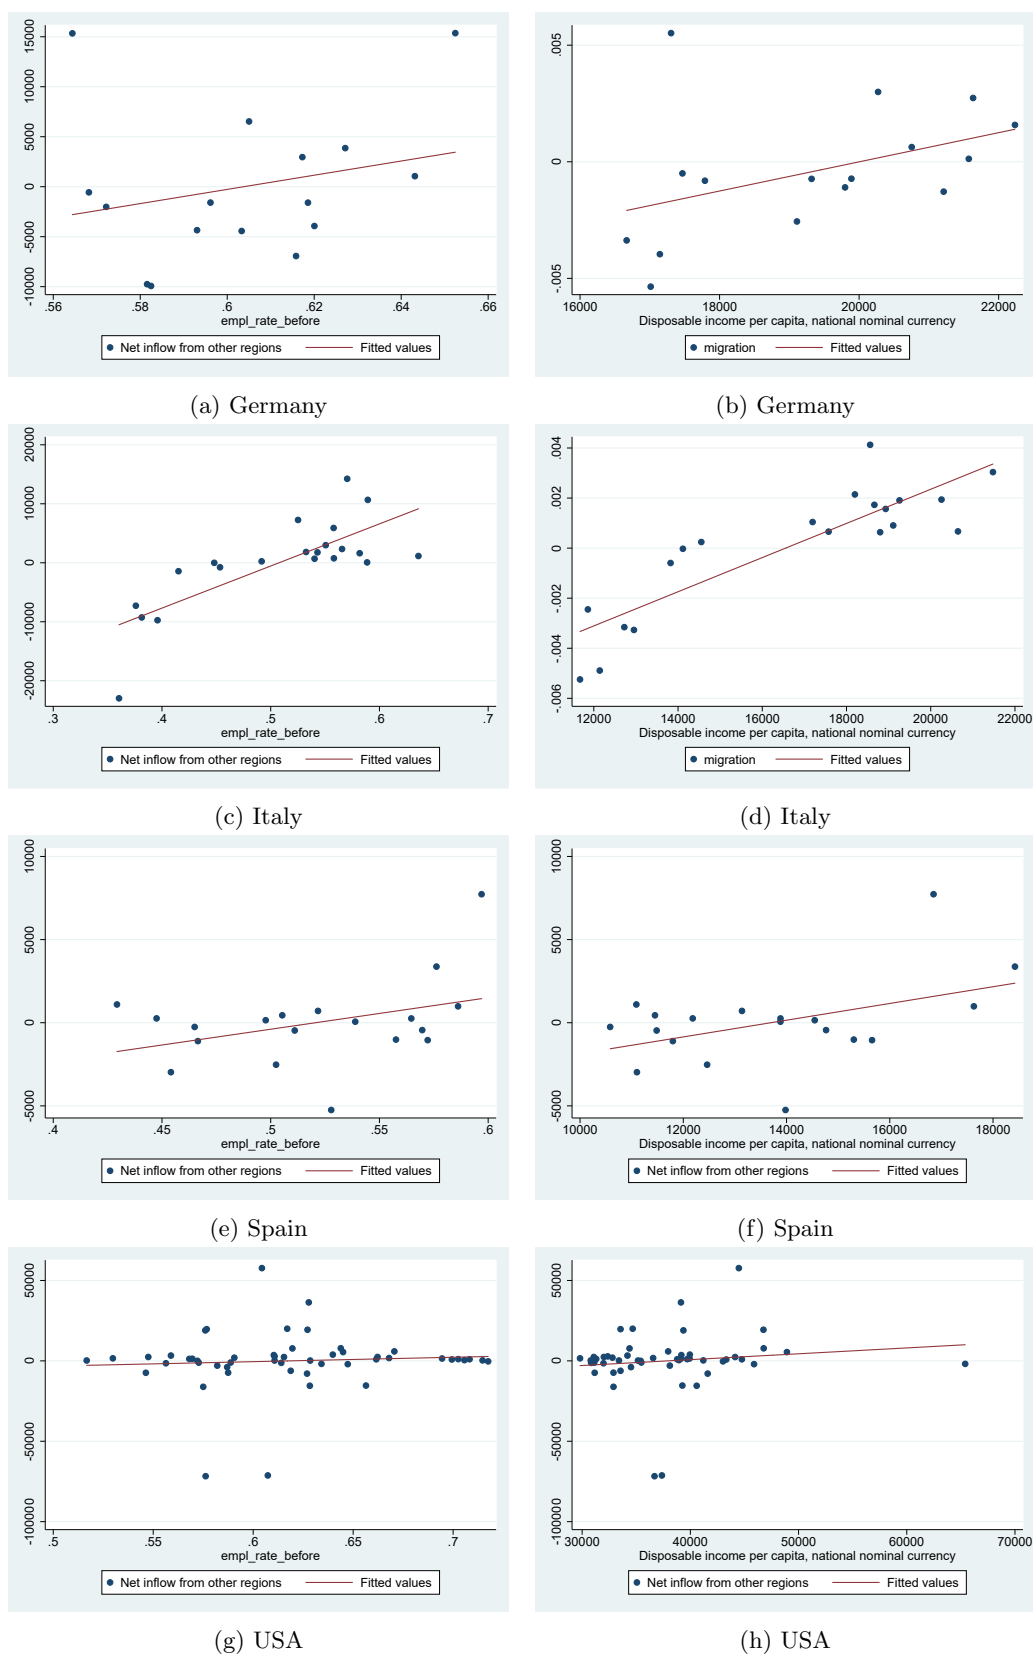 15000
10000
5000
0
-5000
-10000
.56 .58 .6 .62 .64 .66
empl_rate_before
Net inflow from other regions Fitted values
(a) Germany
.005
0
-.005
16000 18000 20000 22000
Disposable income per capita, national nominal currency
migration Fitted values
(b) Germany
20000
10000
0
-10000
-20000
.3 .4 .5 .6 .7
empl_rate_before
Net inflow from other regions Fitted values
(c) Italy
.004
.002
0
-.002
-.004
-.006
12000 14000 16000 18000 20000 22000
Disposable income per capita, national nominal currency
migration Fitted values
(d) Italy
10000
5000
0
-5000
.4 .45 .5 .55 .6
empl_rate_before
Net inflow from other regions Fitted values
(e) Spain
10000
5000
0
-5000
10000 12000 14000 16000 18000
Disposable income per capita, national nominal currency
Net inflow from other regions Fitted values
(f) Spain
50000
0
-50000
-100000
.5 .55 .6 .65 .7
empl_rate_before
Net inflow from other regions Fitted values
(g) USA
50000
0
-50000
-100000
30000 40000 50000 60000 70000
Disposable income per capita, national nominal currency
Net inflow from other regions Fitted values
(h) USA